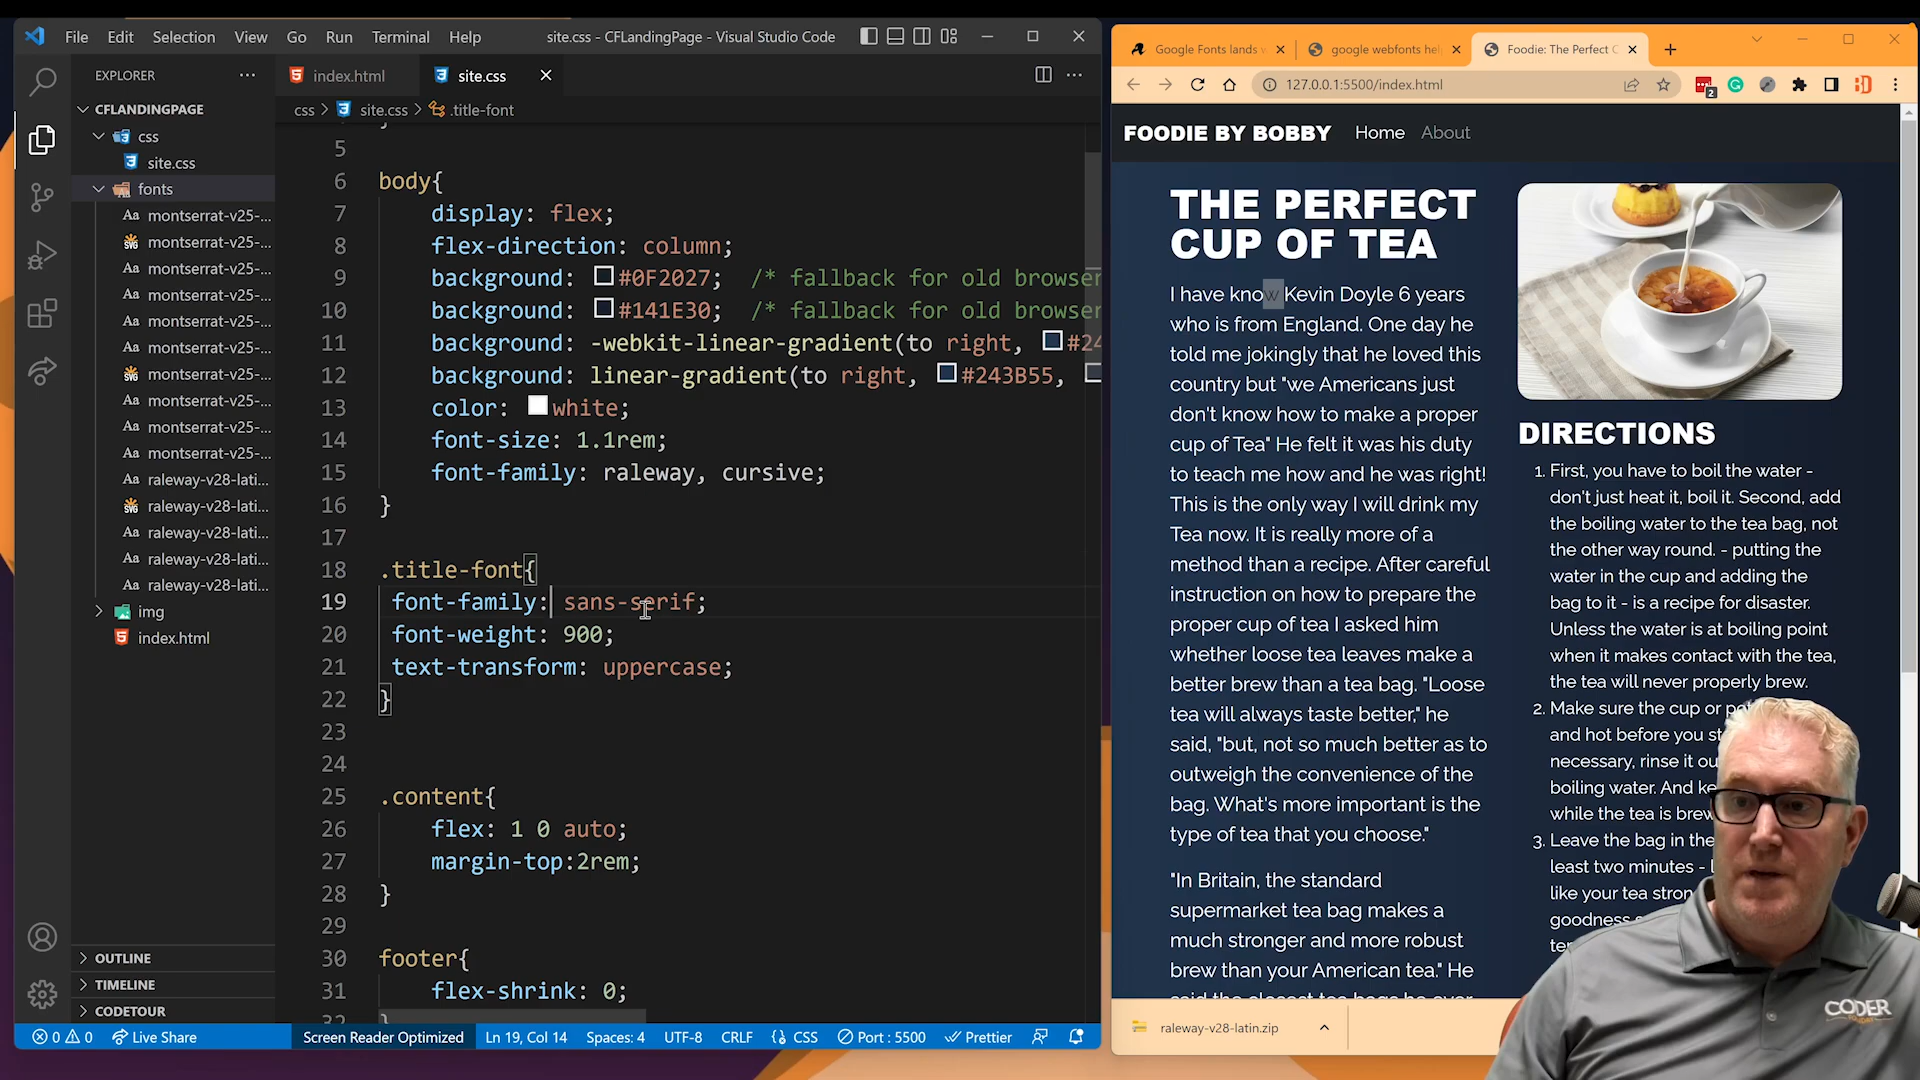 File Edit Selection View Go Run Terminal Help
site.css - CFLandingPage - Visual Studio Code
EXPLORER
CFLANDINGPAGE
css
site.css
fonts
montserrat-v25-...
montserrat-v25-...
montserrat-v25-...
montserrat-v25-...
montserrat-v25-...
montserrat-v25-...
montserrat-v25-...
montserrat-v25-...
montserrat-v25-...
montserrat-v25-...
raleway-v28-lati...
raleway-v28-lati...
raleway-v28-lati...
raleway-v28-lati...
raleway-v28-lati...
img
index.html
OUTLINE
TIMELINE
CODETOUR
index.html
site.css
css > site.css > .title-font
5
6 body{
7 display: flex;
8 flex-direction: column;
9 background: #0F2027; /* fallback for old browser
10 background: #141E30; /* fallback for old browser
11 background: -webkit-linear-gradient(to right, #24
12 background: linear-gradient(to right, #243B55,
13 color: white;
14 font-size: 1.1rem;
15 font-family: raleway, cursive;
16 }
17
18 .title-font{
19 font-family: sans-serif;
20 font-weight: 900;
21 text-transform: uppercase;
22 }
23
24
25 .content{
26 flex: 1 0 auto;
27 margin-top:2rem;
28 }
29
30 footer{
31 flex-shrink: 0;
32 }
0 0 Live Share Screen Reader Optimized Ln 19, Col 14 Spaces: 4 UTF-8 CRLF {} CSS Port : 5500 Prettier
Google Fonts lands
google webfonts hel
Foodie: The Perfect C
127.0.0.1:5500/index.html
2
FOODIE BY BOBBY Home About
THE PERFECT
CUP OF TEA
I have know Kevin Doyle 6 years
who is from England. One day he
told me jokingly that he loved this
country but "we Americans just
don't know how to make a proper
cup of Tea" He felt it was his duty
to teach me how and he was right!
This is the only way I will drink my
Tea now. It is really more of a
method than a recipe. After careful
instruction on how to prepare the
proper cup of tea I asked him
whether loose tea leaves make a
better brew than a tea bag. "Loose
tea will always taste better," he
said, "but, not so much better as to
outweigh the convenience of the
bag. What's more important is the
type of tea that you choose."
"In Britain, the standard
supermarket tea bag makes a
much stronger and more robust
brew than your American tea." He
DIRECTIONS
1. First, you have to boil the water -
don't just heat it, boil it. Second, add
the boiling water to the tea bag, not
the other way round. - putting the
water in the cup and adding the
bag to it - is a recipe for disaster.
Unless the water is at boiling point
when it makes contact with the tea,
the tea will never properly brew.
2. Make sure the cup or
and hot before you
necessary, rinse it
boiling water. And
while the tea is brew
3. Leave the bag in the
least two minutes -
like your tea
goodness
raleway-v28-latin.zip
CODER